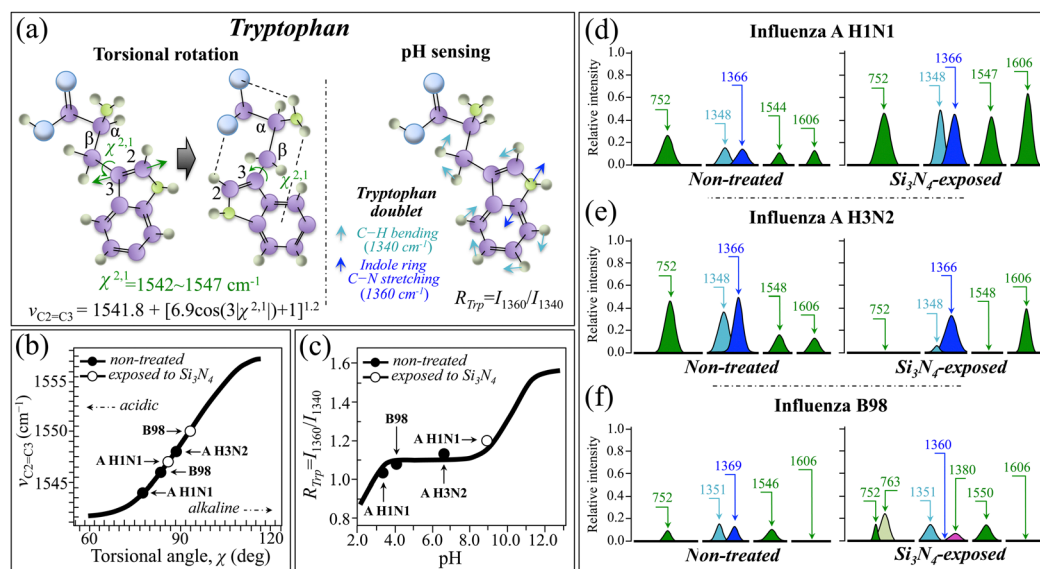 (a)
Tryptophan
Torsional rotation
pH sensing
β
α
χ²,¹
2
3
α
β
3
χ²,¹
2
Tryptophan
doublet
C−H bending
(1340 cm⁻¹)
Indole ring
C−N stretching
(1360 cm⁻¹)
χ²,¹=1542~1547 cm⁻¹
ν_C2=C3 = 1541.8 + [6.9cos(3|χ²,¹|)+1]¹·²
R_Trp=I₁₃₆₀/I₁₃₄₀
(b)
non-treated
exposed to Si₃N₄
acidic
B98
A H3N2
A H1N1
B98
A H1N1
alkaline
1555
1550
1545
ν_C2=C3 (cm⁻¹)
60 75 90 105 120
Torsional angle, χ (deg)
(c)
non-treated
exposed to Si₃N₄
B98
A H1N1
A H1N1
A H3N2
1.6
1.4
1.2
1.0
0.8
R_Trp=I₁₃₆₀/I₁₃₄₀
2.0 4.0 6.0 8.0 10.0 12.0
pH
(d)
Influenza A H1N1
Relative intensity
1.0
0.8
0.6
0.4
0.2
0.0
752
1348
1366
1544
1606
Non-treated
752
1348
1366
1547
1606
Si₃N₄-exposed
(e)
Influenza A H3N2
Relative intensity
1.0
0.8
0.6
0.4
0.2
0.0
752
1348
1366
1548
1606
Non-treated
752
1348
1366
1548
1606
Si₃N₄-exposed
(f)
Influenza B98
Relative intensity
1.0
0.8
0.6
0.4
0.2
0.0
752
1351
1369
1546
1606
Non-treated
752
763
1351
1360
1380
1550
1606
Si₃N₄-exposed